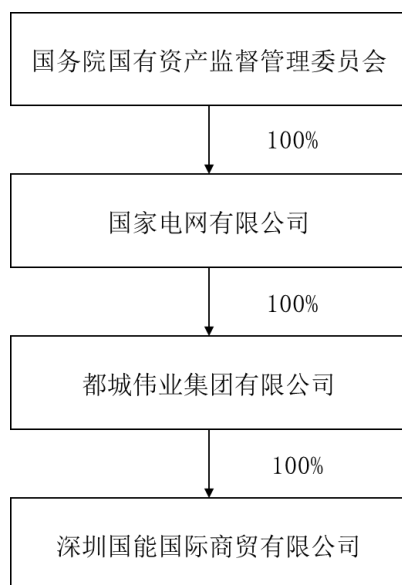 国务院国有资产监督管理委员会
100%
国家电网有限公司
100%
都城伟业集团有限公司
100%
深圳国能国际商贸有限公司